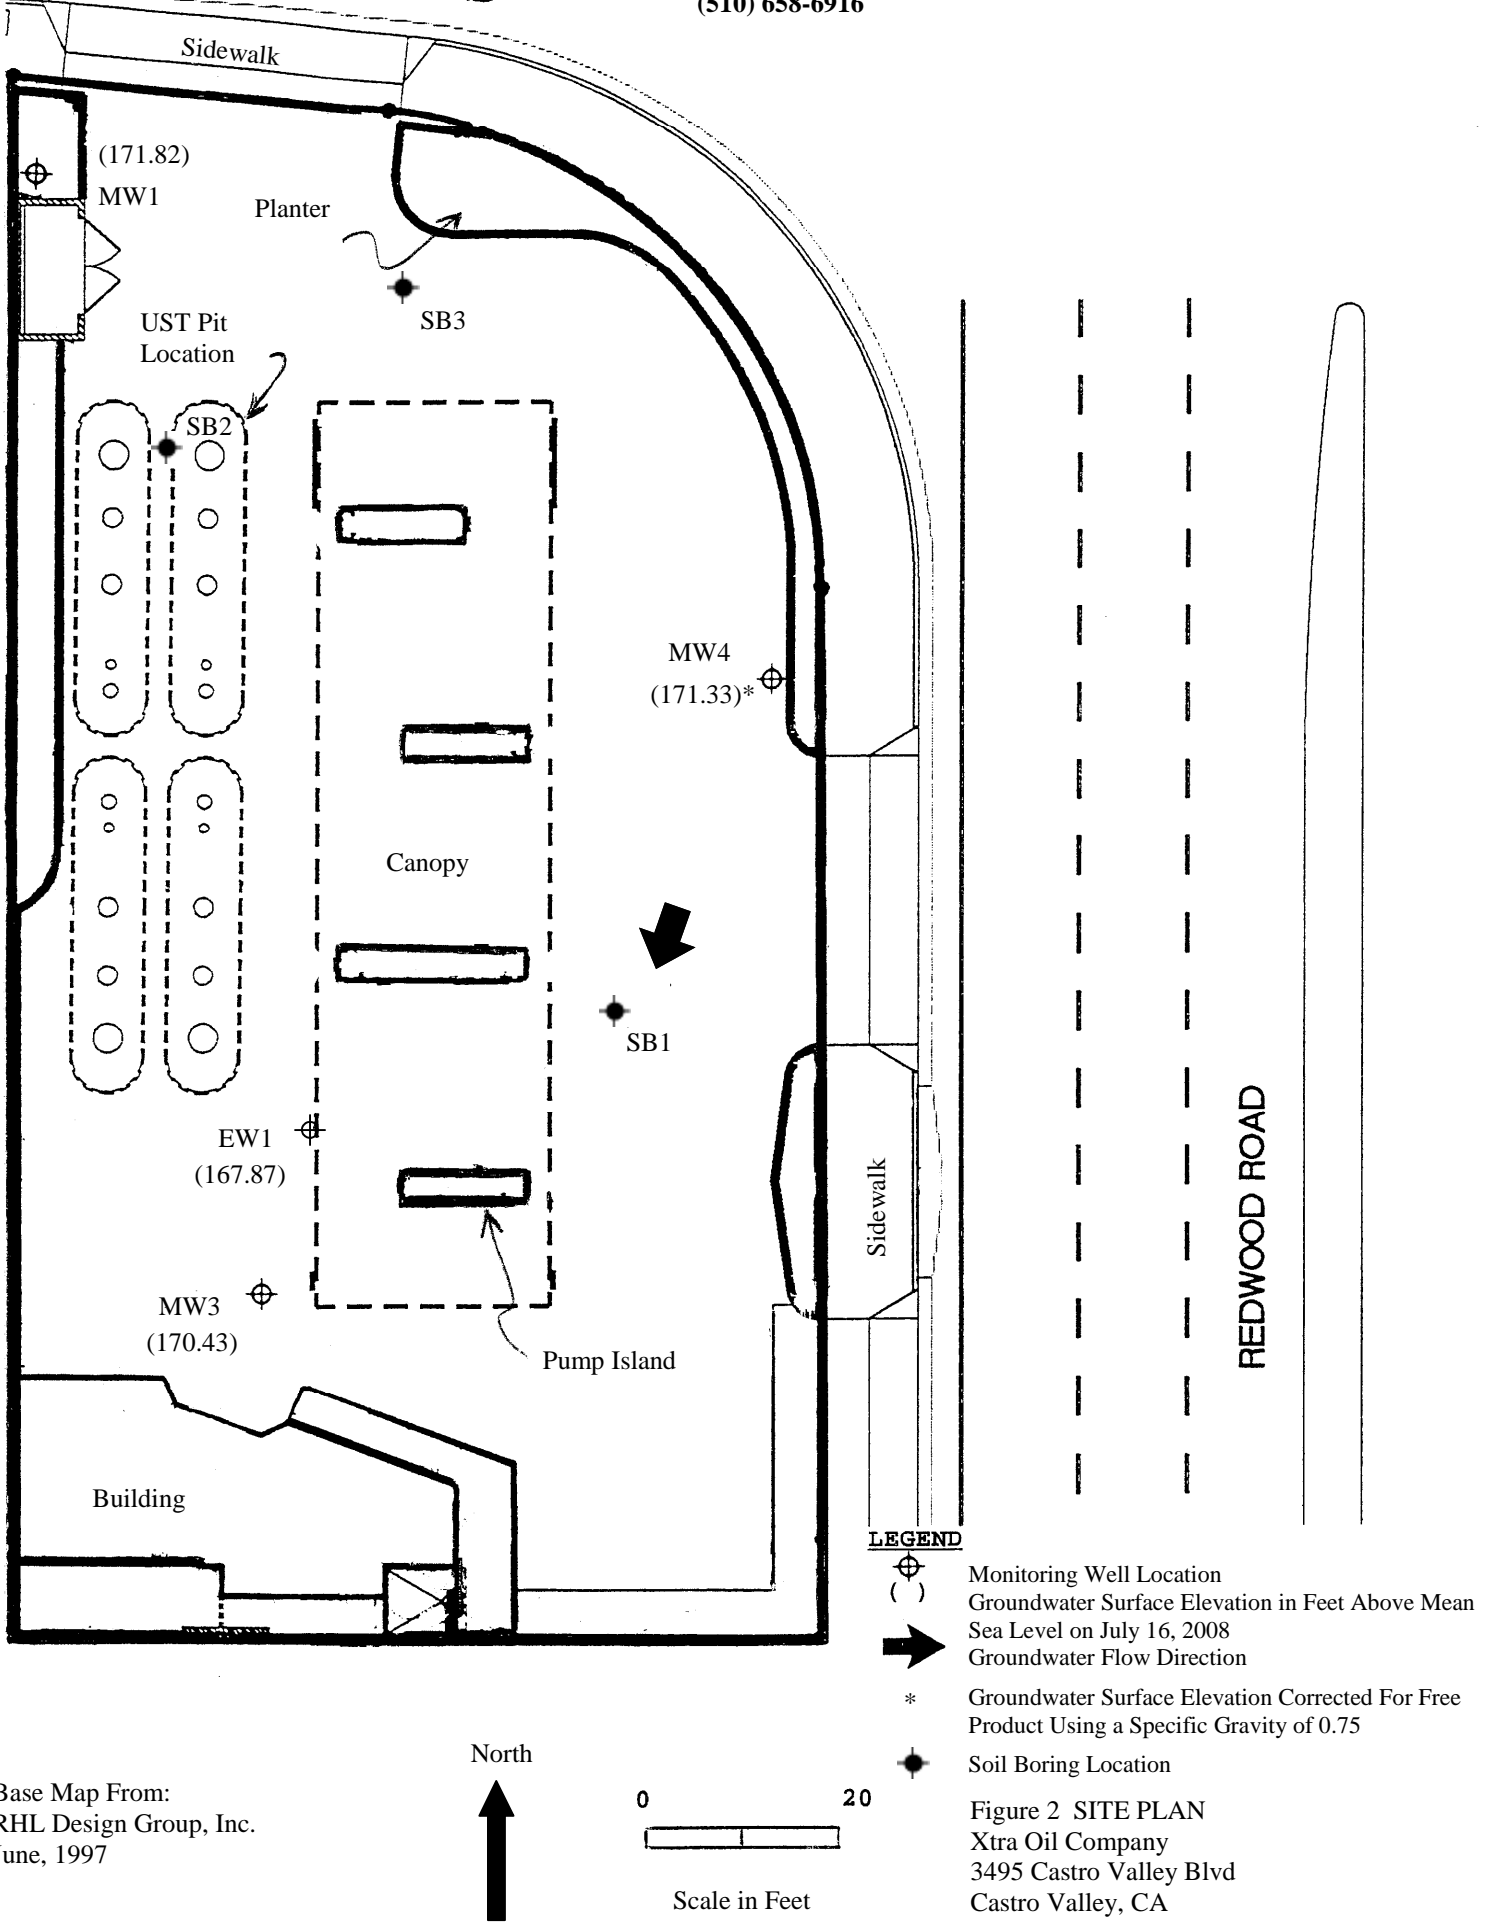 (510) 658-6916
Sidewalk
(171.82)
MW1
Planter
SB3
UST Pit
Location
SB2
MW4
(171.33)*
Canopy
SB1
EW1
(167.87)
Sidewalk
REDWOOD ROAD
MW3
(170.43)
Pump Island
Building
LEGEND
Monitoring Well Location
( )
Groundwater Surface Elevation in Feet Above Mean
Sea Level on July 16, 2008
Groundwater Flow Direction
*
Groundwater Surface Elevation Corrected For Free
Product Using a Specific Gravity of 0.75
Soil Boring Location
North
0 20
Scale in Feet
Base Map From:
RHL Design Group, Inc.
June, 1997
Figure 2 SITE PLAN
Xtra Oil Company
3495 Castro Valley Blvd
Castro Valley, CA